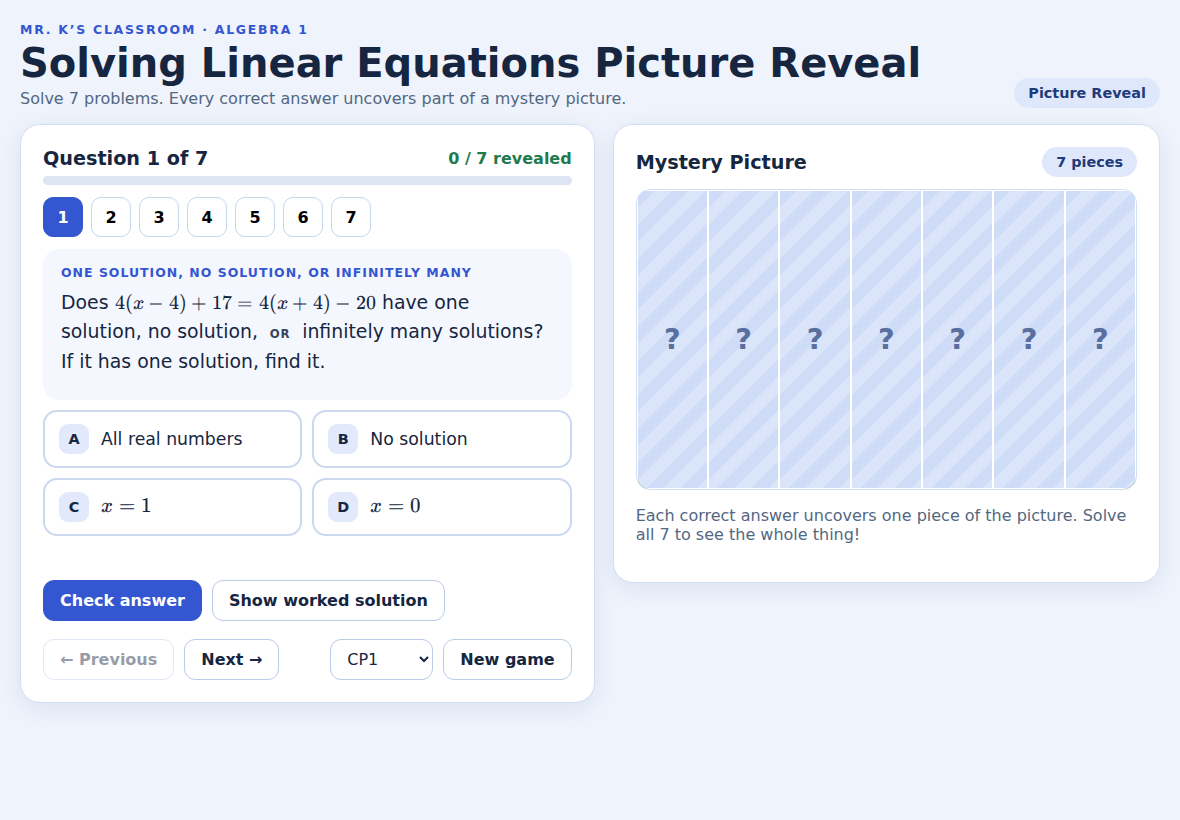 MR. K’S CLASSROOM · ALGEBRA 1
Solving Linear Equations Picture Reveal
Solve 7 problems. Every correct answer uncovers part of a mystery picture.
Picture Reveal
Question 1 of 7
0 / 7 revealed
1 2 3 4 5 6 7
ONE SOLUTION, NO SOLUTION, OR INFINITELY MANY
Does 4(x − 4) + 17 = 4(x + 4) − 20 have one
solution, no solution, OR infinitely many solutions?
If it has one solution, find it.
A All real numbers
B No solution
C x = 1
D x = 0
Check answer
Show worked solution
← Previous
Next →
CP1
New game
Mystery Picture
7 pieces
? ? ? ? ? ? ?
Each correct answer uncovers one piece of the picture. Solve
all 7 to see the whole thing!